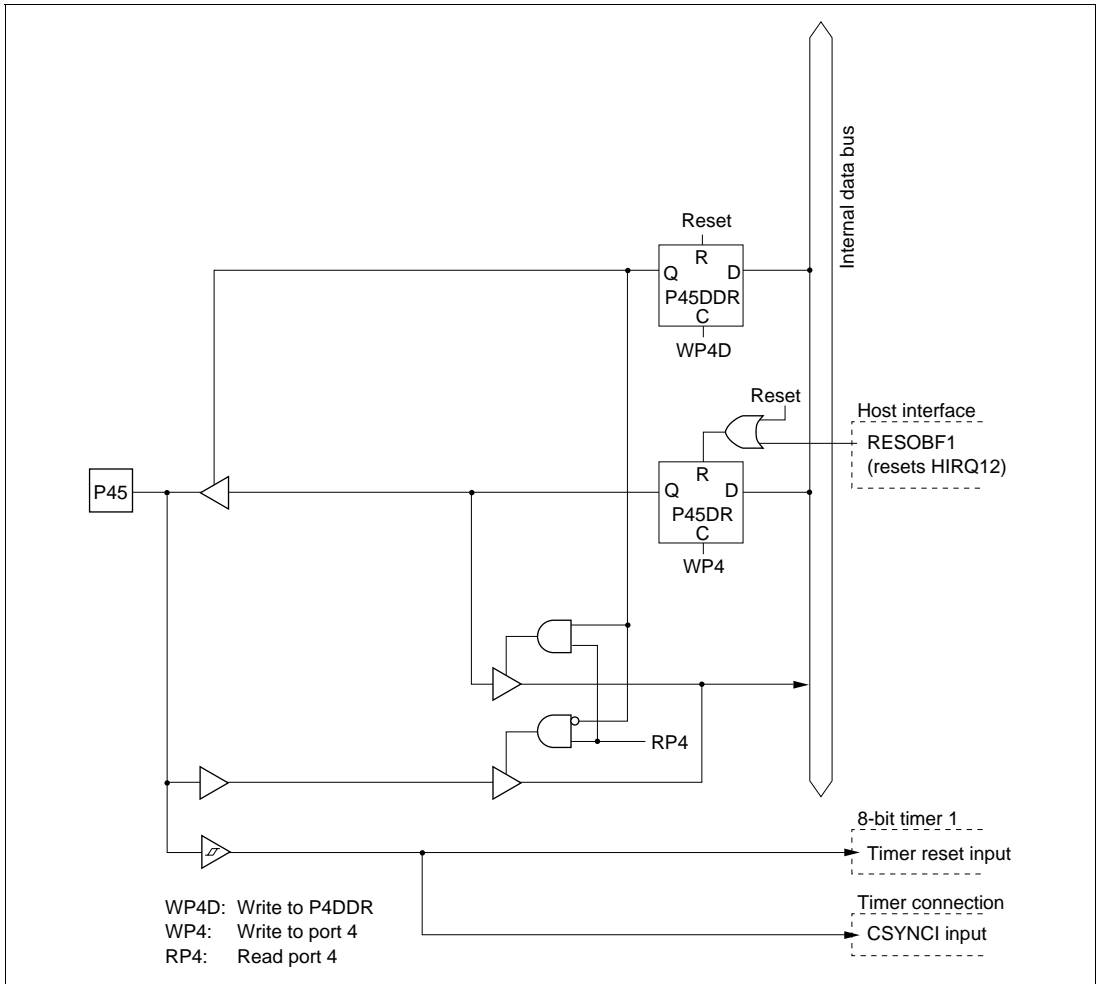 Internal data bus
Reset
R
Q D
P45DDR
C
WP4D
Reset
Host interface
RESOBF1
(resets HIRQ12)
R
P45
Q D
P45DR
C
WP4
RP4
8-bit timer 1
Timer reset input
Timer connection
CSYNCI input
WP4D: Write to P4DDR
WP4: Write to port 4
RP4: Read port 4